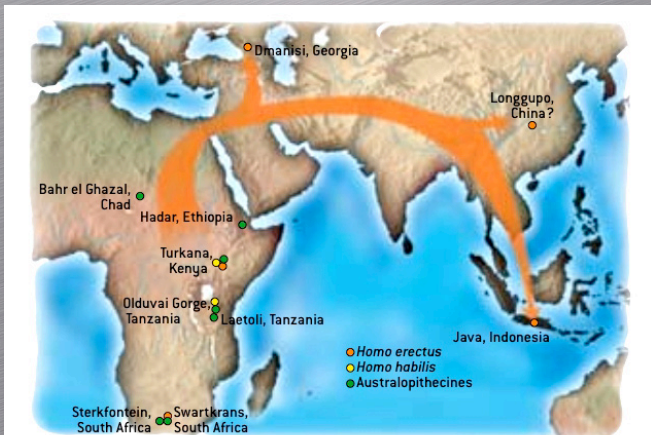 Dmanisi, Georgia
Longgupo,
China?
Bahr el Ghazal,
Chad
Hadar, Ethiopia
Turkana,
Kenya
Olduvai Gorge,
Tanzania
Laetoli, Tanzania
Java, Indonesia
Homo erectus
Homo habilis
Australopithecines
Sterkfontein,
South Africa
Swartkrans,
South Africa